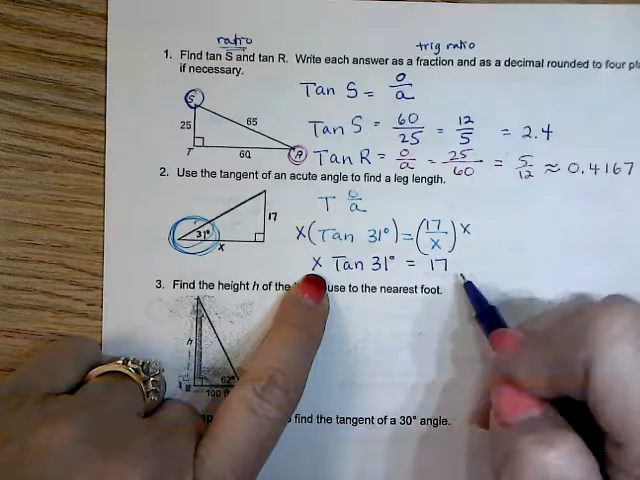 ratio
trig ratio
1. Find tan S and tan R. Write each answer as a fraction and as a decimal rounded to four pla
if necessary.
Tan S = o/a
S
25
65
T
60
R
Tan S = 60/25 = 12/5 = 2.4
Tan R = o/a = 25/60 = 5/12 ≈ 0.4167
2. Use the tangent of an acute angle to find a leg length.
T o/a
31°
17
x
x(Tan 31°) = (17/x)x
x Tan 31° = 17
3. Find the height h of the use to the nearest foot.
h
62°
100 f
find the tangent of a 30° angle.